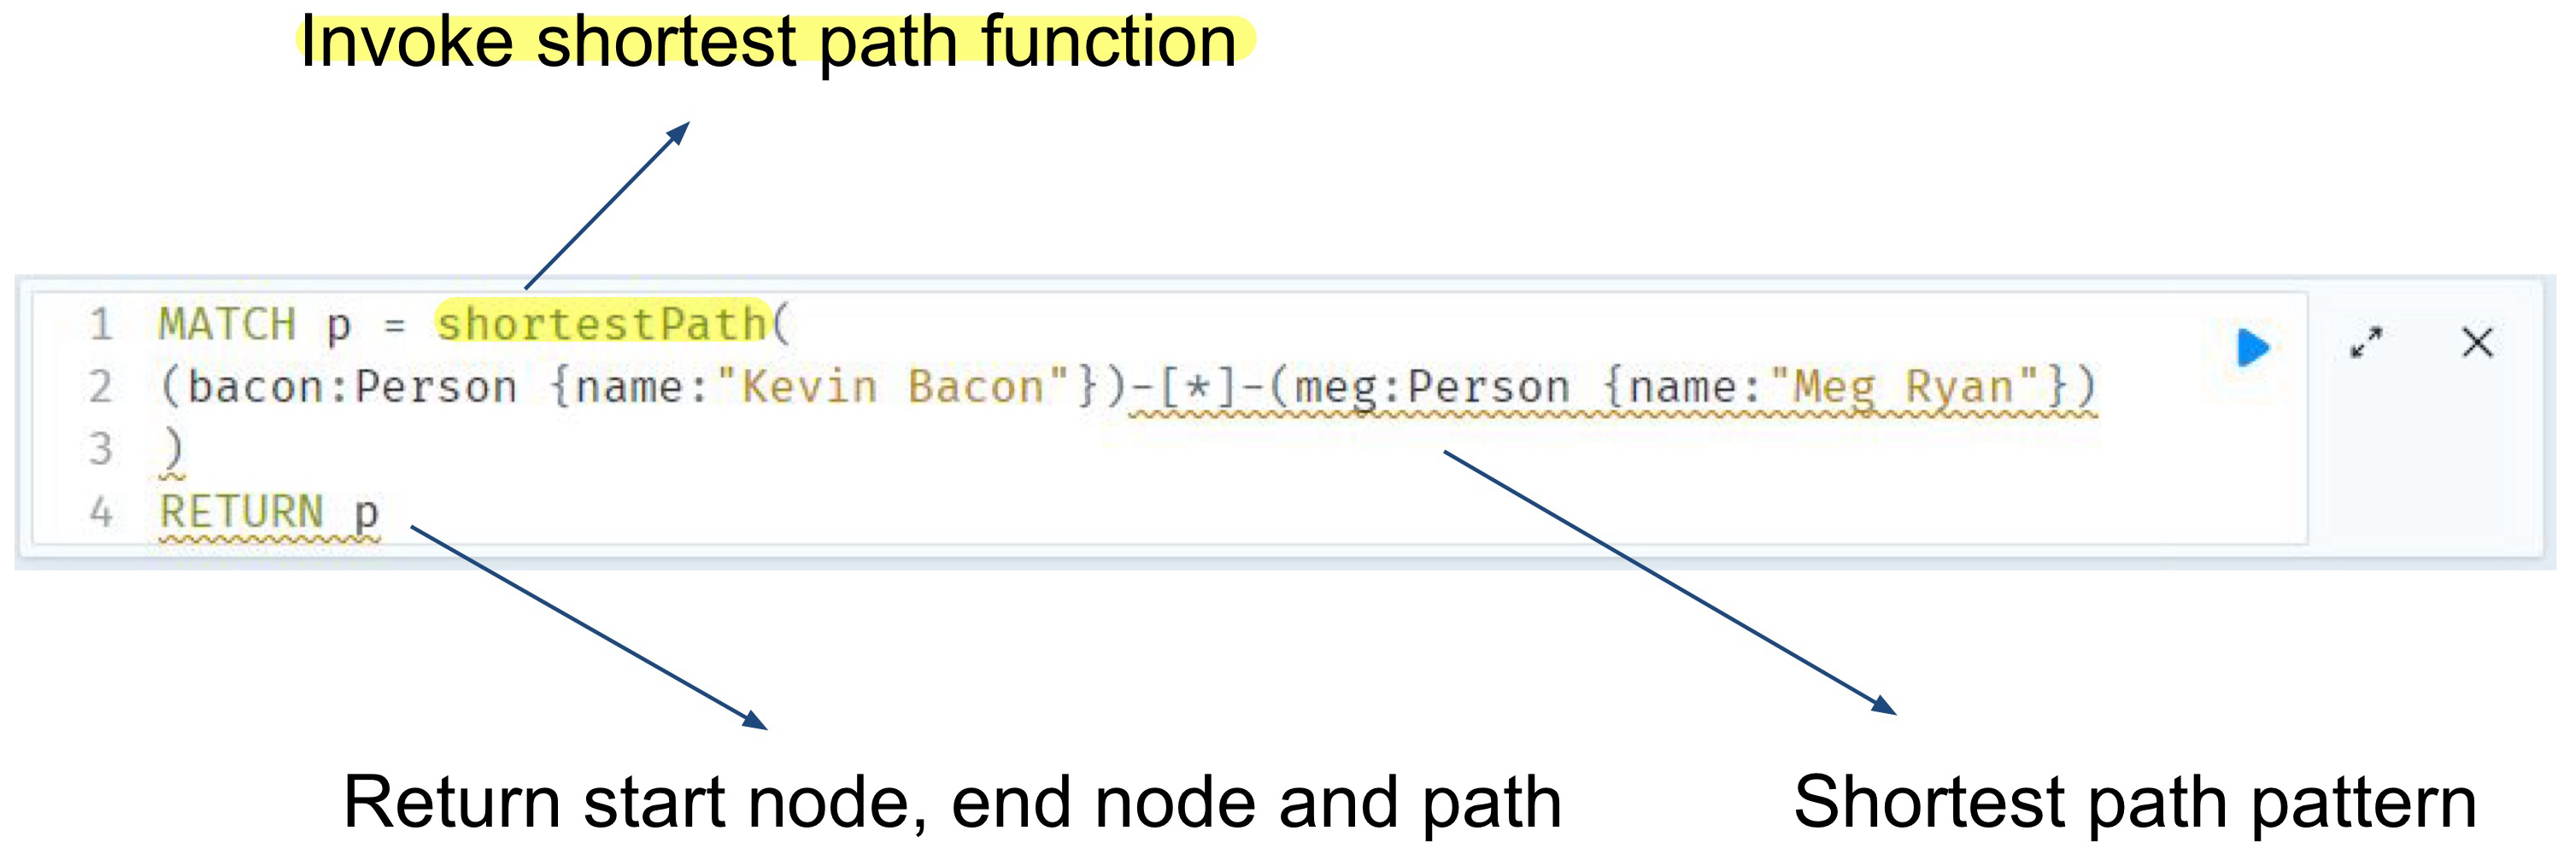 Invoke shortest path function
1 MATCH p = shortestPath(
2 (bacon:Person {name:"Kevin Bacon"})-[*]-(meg:Person {name:"Meg Ryan"})
3 )
4 RETURN p
Return start node, end node and path
Shortest path pattern